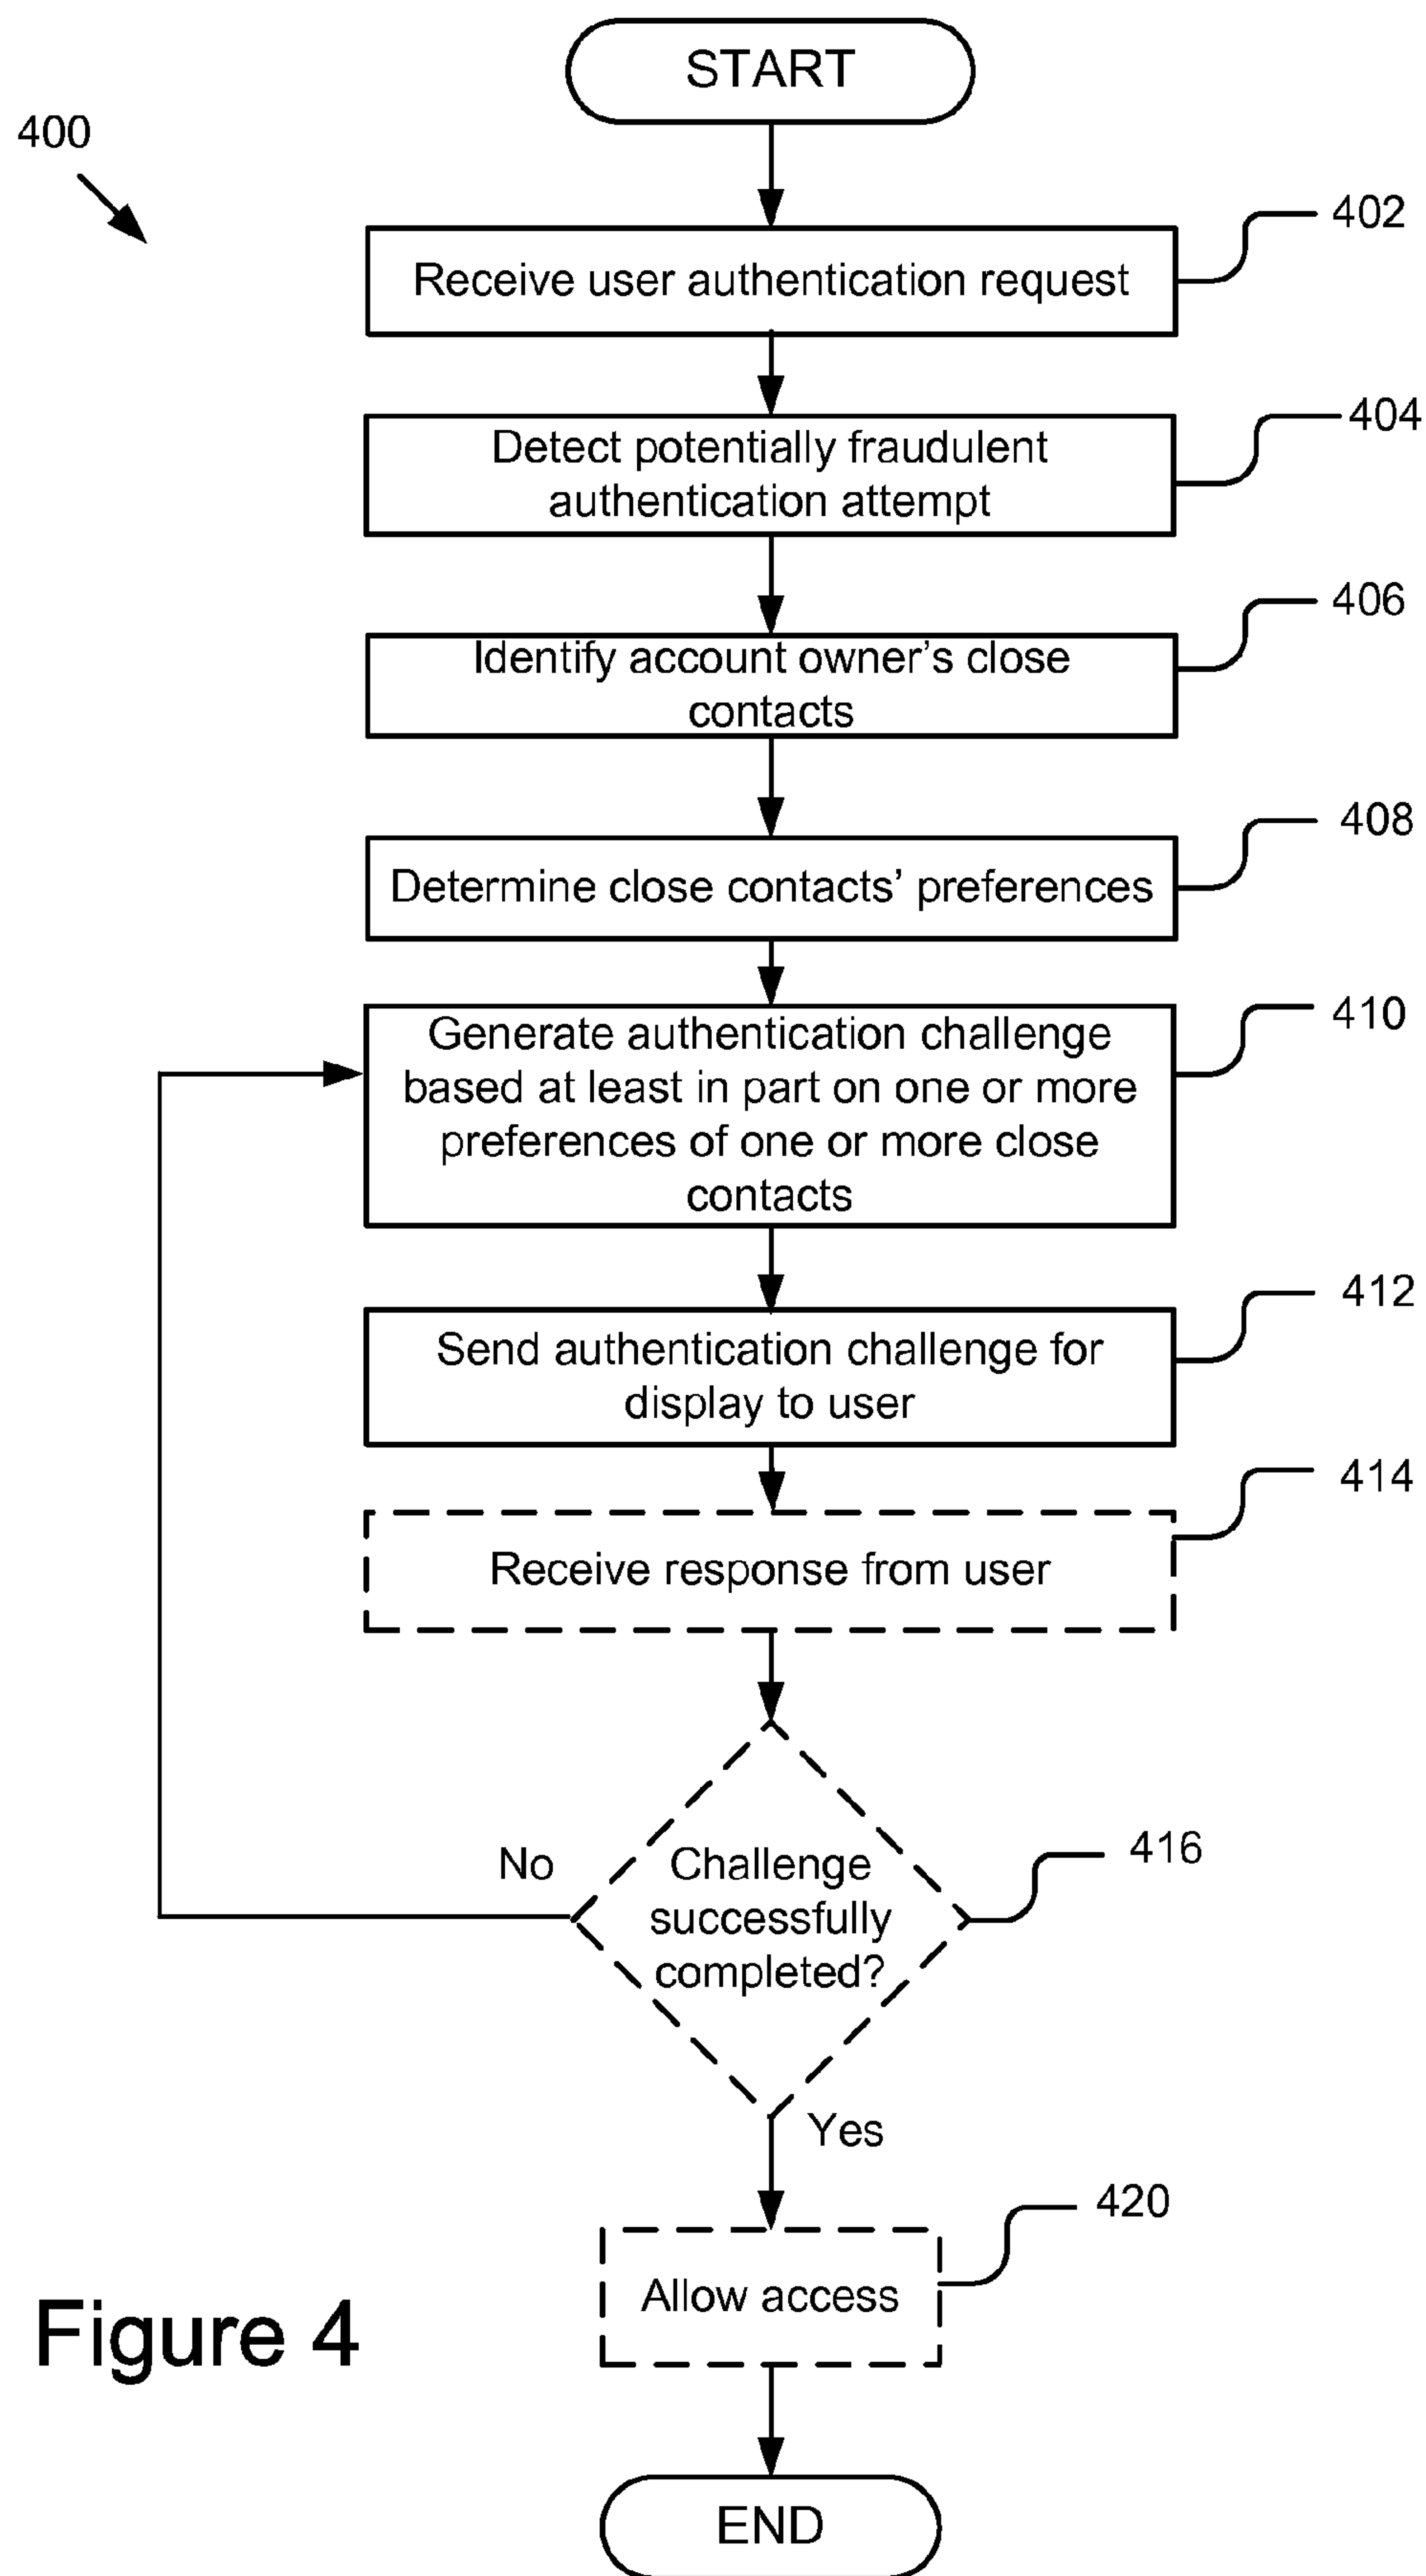 START
400
402
Receive user authentication request
404
Detect potentially fraudulent
authentication attempt
406
Identify account owner's close
contacts
408
Determine close contacts' preferences
410
Generate authentication challenge
based at least in part on one or more
preferences of one or more close
contacts
412
Send authentication challenge for
display to user
414
Receive response from user
416
No
Challenge
successfully
completed?
Yes
420
Allow access
Figure 4
END